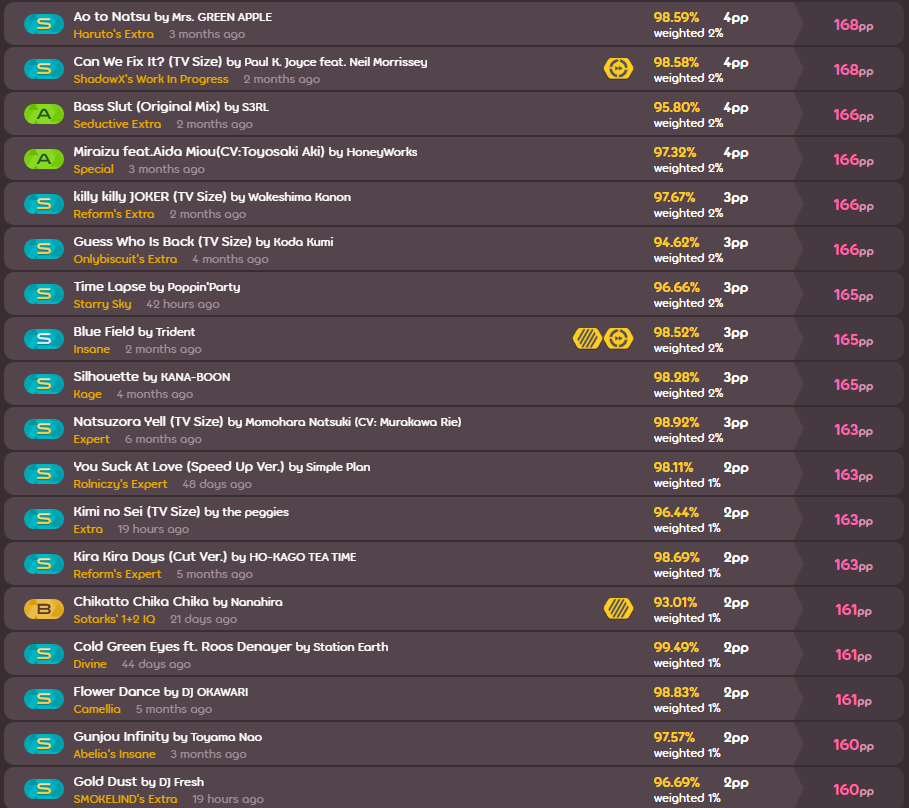 S Ao to Natsu by Mrs. GREEN APPLE 98.59% 4pp 168pp
Haruto's Extra 3 months ago weighted 2%
S Can We Fix It? (TV Size) by Paul K. Joyce feat. Neil Morrissey 98.58% 4pp 168pp
ShadowX's Work In Progress 2 months ago weighted 2%
A Bass Slut (Original Mix) by S3RL 95.80% 4pp 166pp
Seductive Extra 2 months ago weighted 2%
A Miraizu feat.Aida Miou(CV:Toyosaki Aki) by HoneyWorks 97.32% 4pp 166pp
Special 3 months ago weighted 2%
S killy killy JOKER (TV Size) by Wakeshima Kanon 97.67% 3pp 166pp
Reform's Extra 2 months ago weighted 2%
S Guess Who Is Back (TV Size) by Koda Kumi 94.62% 3pp 166pp
Onlybiscuit's Extra 4 months ago weighted 2%
S Time Lapse by Poppin'Party 96.66% 3pp 165pp
Starry Sky 42 hours ago weighted 2%
S Blue Field by Trident 98.52% 3pp 165pp
Insane 2 months ago weighted 2%
S Silhouette by KANA-BOON 98.28% 3pp 165pp
Kage 4 months ago weighted 2%
S Natsuzora Yell (TV Size) by Momohara Natsuki (CV: Murakawa Rie) 98.92% 3pp 163pp
Expert 6 months ago weighted 2%
S You Suck At Love (Speed Up Ver.) by Simple Plan 98.11% 2pp 163pp
Rolniczy's Expert 48 days ago weighted 1%
S Kimi no Sei (TV Size) by the peggies 96.44% 2pp 163pp
Extra 19 hours ago weighted 1%
S Kira Kira Days (Cut Ver.) by HO-KAGO TEA TIME 98.69% 2pp 163pp
Reform's Expert 5 months ago weighted 1%
B Chikatto Chika Chika by Nanahira 93.01% 2pp 161pp
Sotarks' 1+2 IQ 21 days ago weighted 1%
S Cold Green Eyes ft. Roos Denayer by Station Earth 99.49% 2pp 161pp
Divine 44 days ago weighted 1%
S Flower Dance by DJ OKAWARI 98.83% 2pp 161pp
Camellia 5 months ago weighted 1%
S Gunjou Infinity by Toyama Nao 97.57% 2pp 160pp
Abelia's Insane 3 months ago weighted 1%
S Gold Dust by DJ Fresh 96.69% 2pp 160pp
SMOKELIND's Extra 19 hours ago weighted 1%